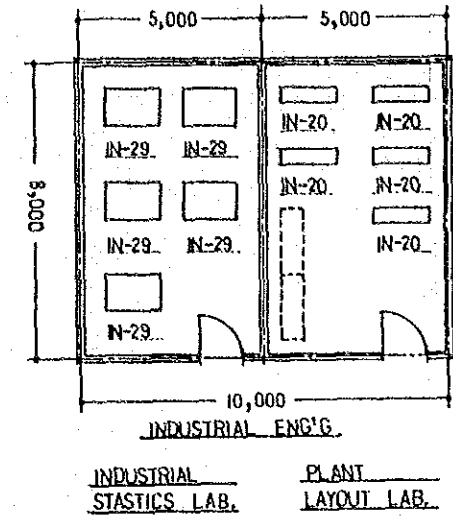 5,000 5,000
IN-20 IN-20
IN-29 IN-29
8,000
IN-20 IN-20
IN-29 IN-29
IN-20
IN-29
10,000
INDUSTRIAL ENG'G
INDUSTRIAL
STASTICS LAB.
PLANT
LAYOUT LAB.